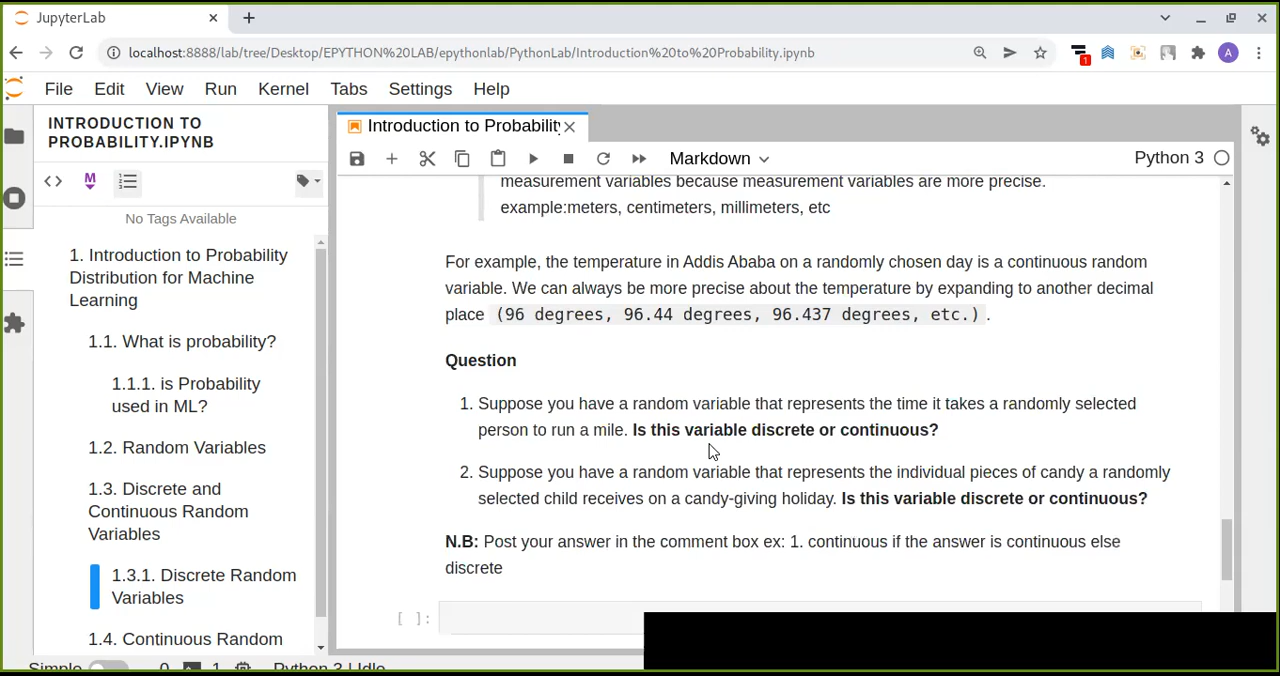 JupyterLab
localhost:8888/lab/tree/Desktop/EPYTHON%20LAB/epythonlab/PythonLab/Introduction%20to%20Probability.ipynb
1
A
File Edit View Run Kernel Tabs Settings Help
INTRODUCTION TO
PROBABILITY.IPYNB
M
No Tags Available
1. Introduction to Probability
Distribution for Machine
Learning
1.1. What is probability?
1.1.1. is Probability
used in ML?
1.2. Random Variables
1.3. Discrete and
Continuous Random
Variables
1.3.1. Discrete Random
Variables
1.4. Continuous Random
Introduction to Probability
Markdown
Python 3
measurement variables because measurement variables are more precise.
example:meters, centimeters, millimeters, etc
For example, the temperature in Addis Ababa on a randomly chosen day is a continuous random
variable. We can always be more precise about the temperature by expanding to another decimal
place (96 degrees, 96.44 degrees, 96.437 degrees, etc.) .
Question
1. Suppose you have a random variable that represents the time it takes a randomly selected
person to run a mile. Is this variable discrete or continuous?
2. Suppose you have a random variable that represents the individual pieces of candy a randomly
selected child receives on a candy-giving holiday. Is this variable discrete or continuous?
N.B: Post your answer in the comment box ex: 1. continuous if the answer is continuous else
discrete
[ ]:
Simple 0 1 Python 3 | Idle